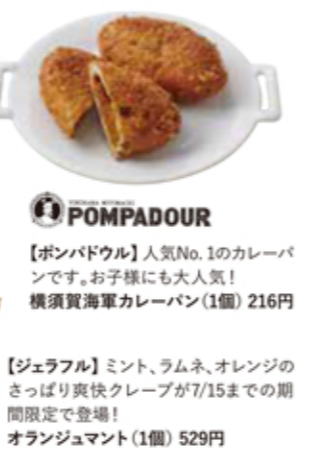 POMPADOUR
【ポンパドウル】人気No. 1のカレーパ
ンです。お子様にも大人気！
横須賀海軍カレーパン（1個）216円
【ジェラフル】ミント、ラムネ、オレンジの
さっぱり爽快クレープが7/15までの期
間限定で登場！
オランジュマント（1個）529円